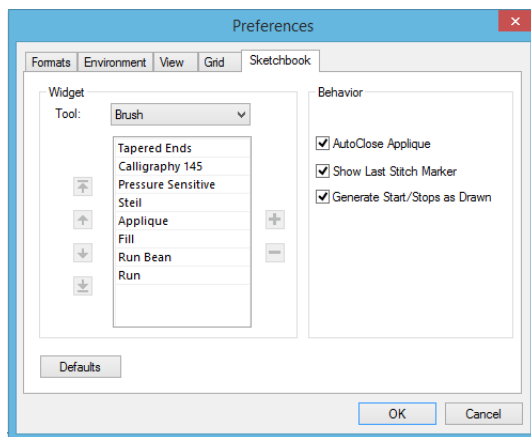 Preferences
Formats Environment View Grid Sketchbook
Widget
Tool: Brush
Tapered Ends
Calligraphy 145
Pressure Sensitive
Steil
Applique
Fill
Run Bean
Run
Behavior
AutoClose Applique
Show Last Stitch Marker
Generate Start/Stops as Drawn
Defaults
OK Cancel